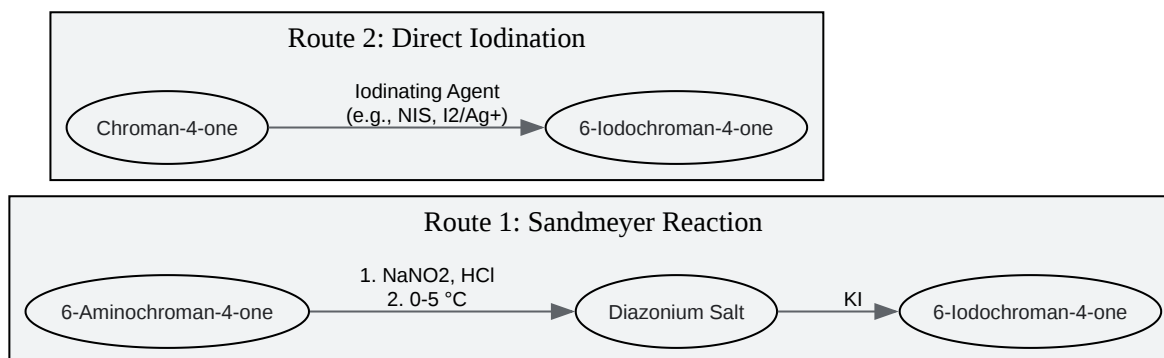 Route 2: Direct Iodination
Iodinating Agent
(e.g., NIS, I2/Ag+)
Chroman-4-one
6-Iodochroman-4-one
Route 1: Sandmeyer Reaction
1. NaNO2, HCl
2. 0-5 °C
KI
6-Aminochroman-4-one
Diazonium Salt
6-Iodochroman-4-one